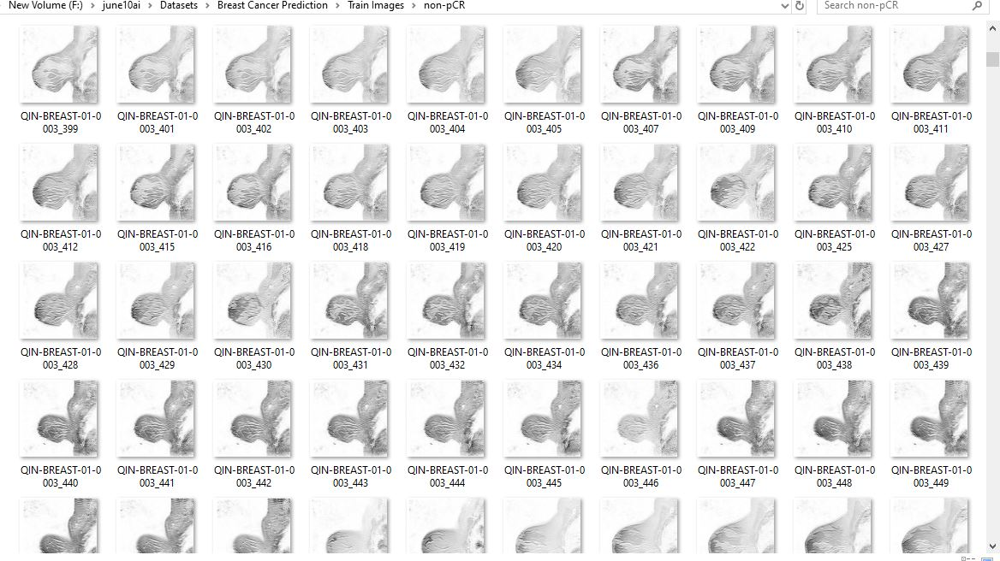 New Volume (F:) > june10ai > Datasets > Breast Cancer Prediction > Train Images > non-pCR
Search non-pCR
QIN-BREAST-01-0 QIN-BREAST-01-0 QIN-BREAST-01-0 QIN-BREAST-01-0 QIN-BREAST-01-0 QIN-BREAST-01-0 QIN-BREAST-01-0 QIN-BREAST-01-0 QIN-BREAST-01-0 QIN-BREAST-01-0
003_399 003_401 003_402 003_403 003_404 003_405 003_407 003_409 003_410 003_411
QIN-BREAST-01-0 QIN-BREAST-01-0 QIN-BREAST-01-0 QIN-BREAST-01-0 QIN-BREAST-01-0 QIN-BREAST-01-0 QIN-BREAST-01-0 QIN-BREAST-01-0 QIN-BREAST-01-0 QIN-BREAST-01-0
003_412 003_415 003_416 003_418 003_419 003_420 003_421 003_422 003_425 003_427
QIN-BREAST-01-0 QIN-BREAST-01-0 QIN-BREAST-01-0 QIN-BREAST-01-0 QIN-BREAST-01-0 QIN-BREAST-01-0 QIN-BREAST-01-0 QIN-BREAST-01-0 QIN-BREAST-01-0 QIN-BREAST-01-0
003_428 003_429 003_430 003_431 003_432 003_434 003_436 003_437 003_438 003_439
QIN-BREAST-01-0 QIN-BREAST-01-0 QIN-BREAST-01-0 QIN-BREAST-01-0 QIN-BREAST-01-0 QIN-BREAST-01-0 QIN-BREAST-01-0 QIN-BREAST-01-0 QIN-BREAST-01-0 QIN-BREAST-01-0
003_440 003_441 003_442 003_443 003_444 003_445 003_446 003_447 003_448 003_449